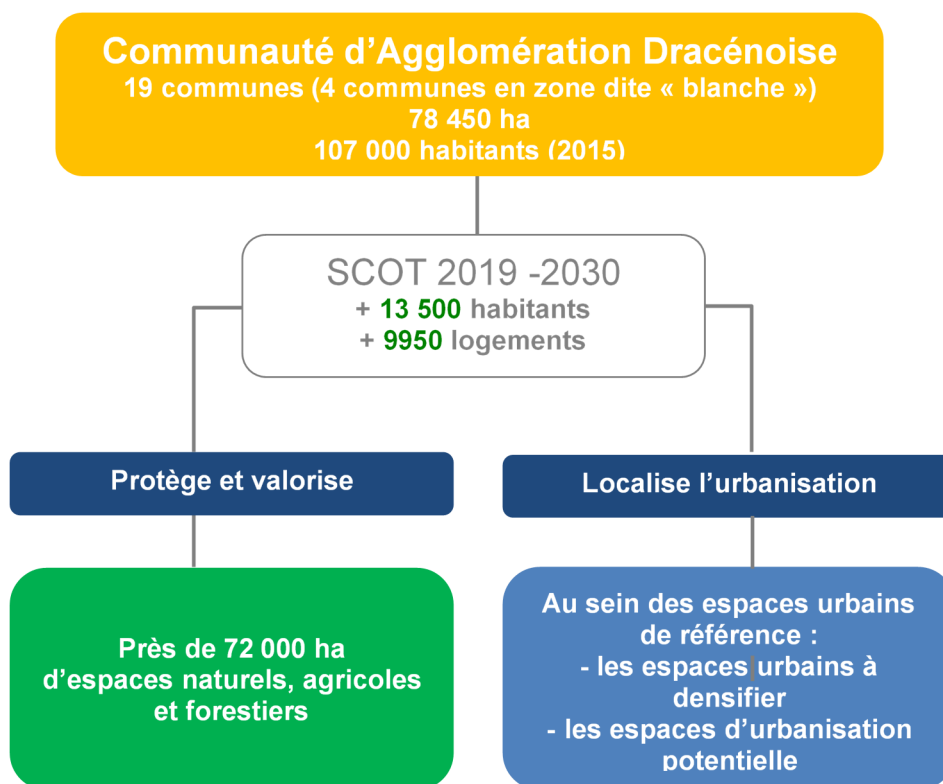 Communauté d'Agglomération Dracénoise
19 communes (4 communes en zone dite « blanche »)
78 450 ha
107 000 habitants (2015)
SCOT 2019 -2030
+ 13 500 habitants
+ 9950 logements
Protège et valorise
Localise l'urbanisation
Près de 72 000 ha
d'espaces naturels, agricoles
et forestiers
Au sein des espaces urbains
de référence :
- les espaces urbains à
densifier
- les espaces d'urbanisation
potentielle